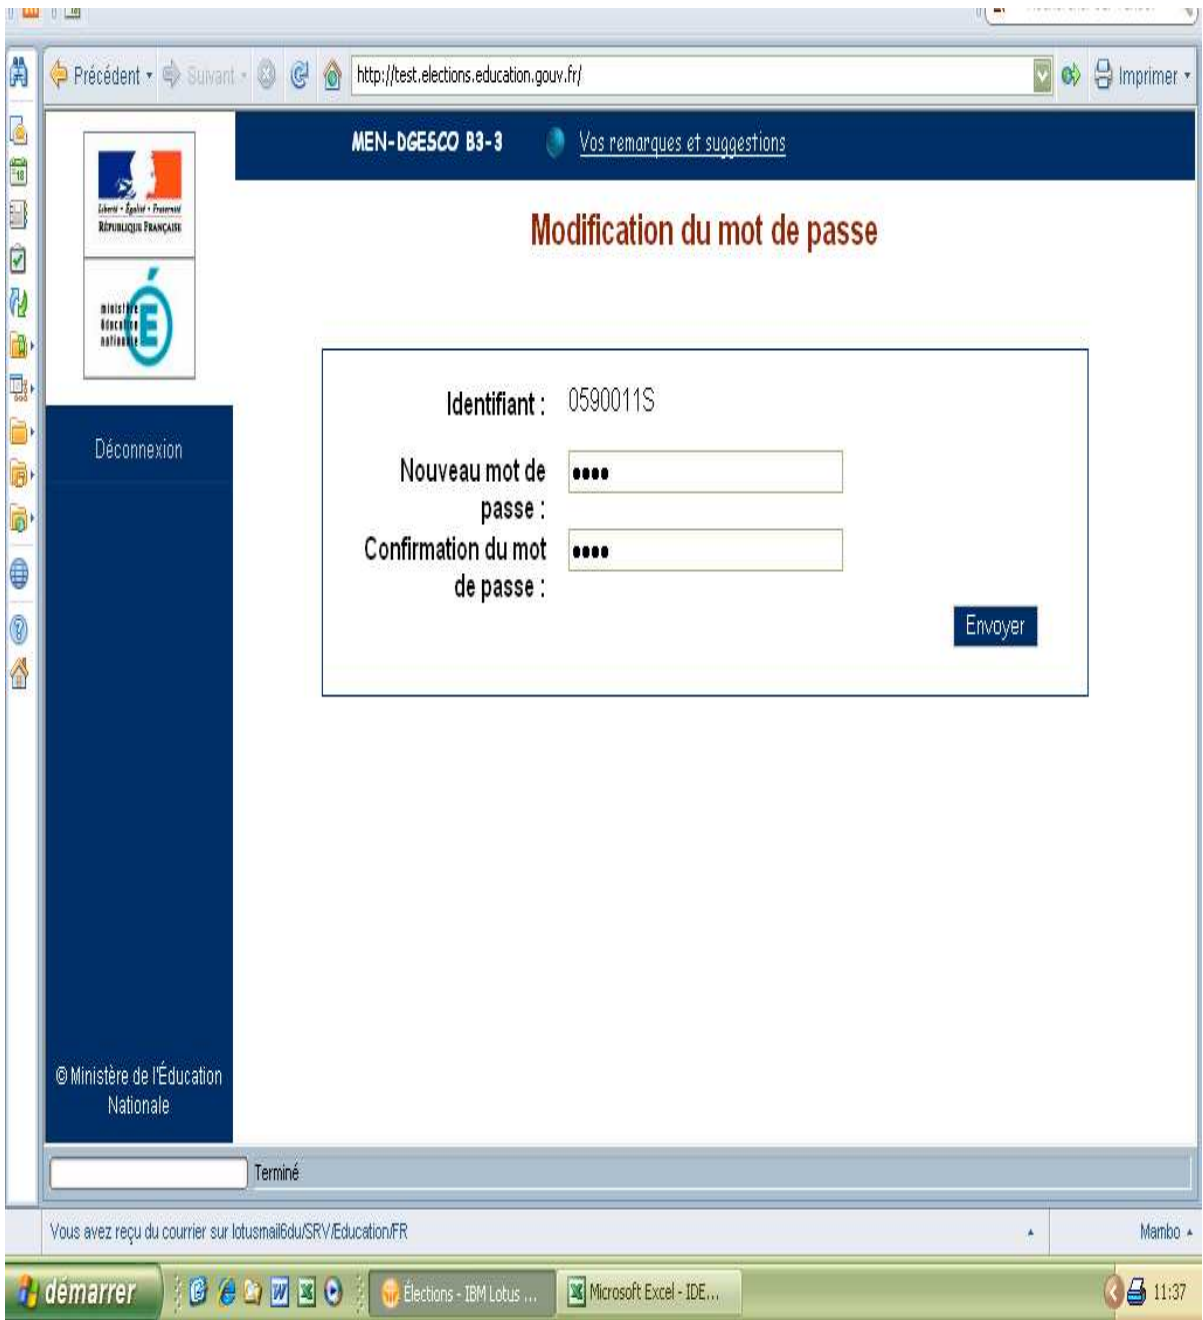 Précédent Suivant http://test.elections.education.gouv.fr/ Imprimer
MEN-DGESCO B3-3 Vos remarques et suggestions
Liberté • Égalité • Fraternité
RÉPUBLIQUE FRANÇAISE
Modification du mot de passe
ministère
éducation
nationale
É
Identifiant : 0590011S
Déconnexion
Nouveau mot de
passe :
Confirmation du mot
de passe :
Envoyer
© Ministère de l'Éducation
Nationale
Terminé
Vous avez reçu du courrier sur lotusmail6du/SRV/Education/FR Mambo
démarrer Élections - IBM Lotus ... Microsoft Excel - IDE... 11:37